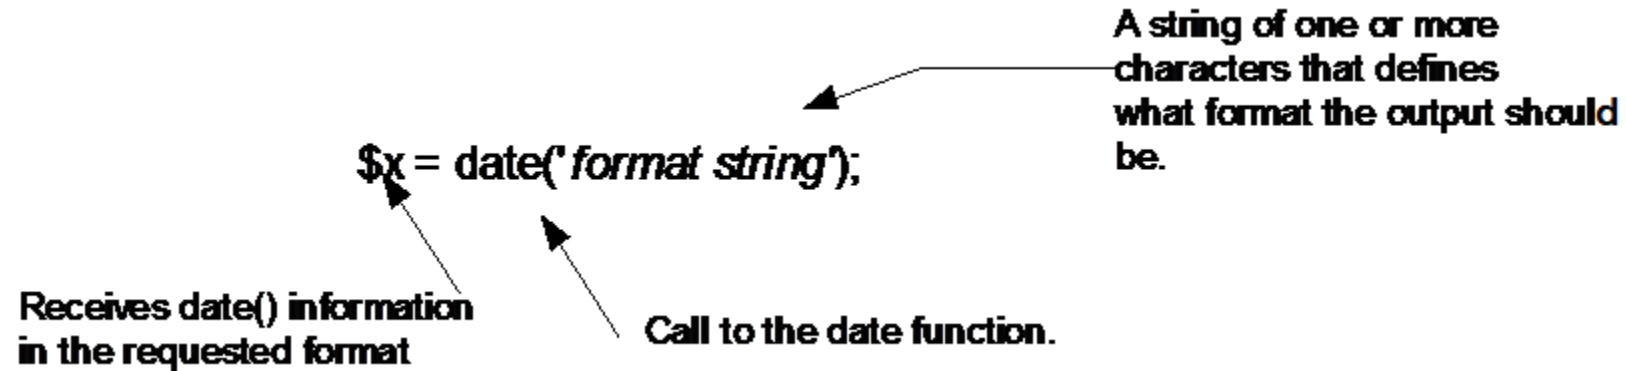 A string of one or more
characters that defines
what format the output should
be.
$x = date('format string');
Receives date() information
in the requested format
Call to the date function.